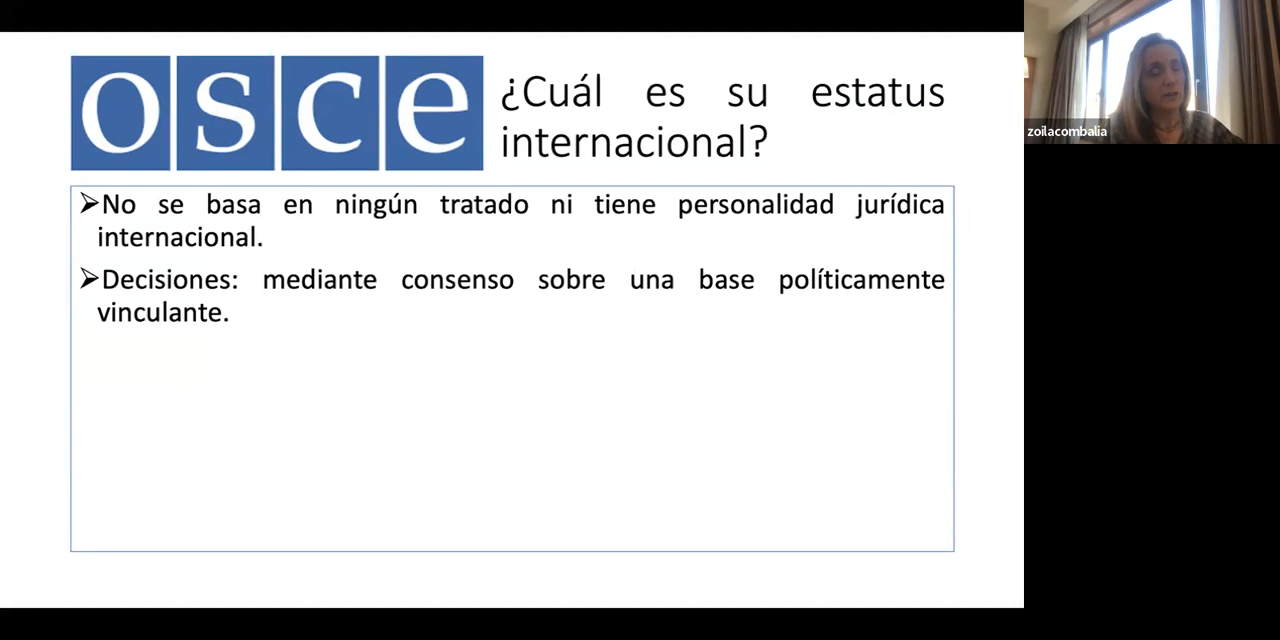 osce
¿Cuál es su estatus
internacional?
zoilacombalia
➢No se basa en ningún tratado ni tiene personalidad jurídica
internacional.
➢Decisiones: mediante consenso sobre una base políticamente
vinculante.